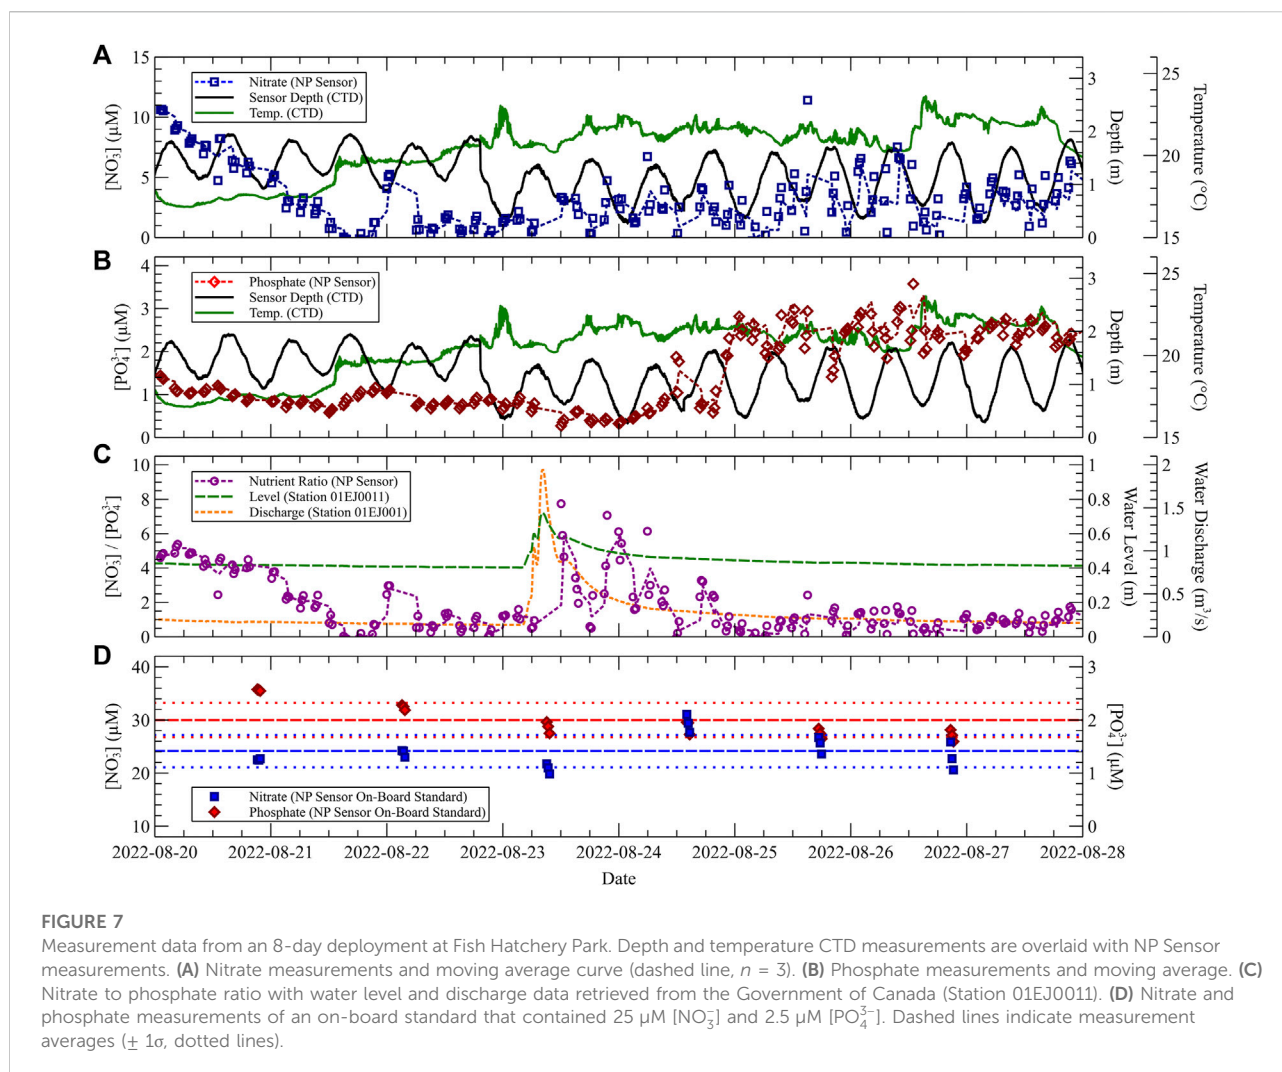 A
15
10
5
0
[NO₃⁻] (µM)
Nitrate (NP Sensor)
Sensor Depth (CTD)
Temp. (CTD)
3
2
1
0
Depth (m)
25
20
15
Temperature (°C)
B
4
3
2
1
0
[PO₄³⁻] (µM)
Phosphate (NP Sensor)
Sensor Depth (CTD)
Temp. (CTD)
3
2
1
0
Depth (m)
25
20
15
Temperature (°C)
C
10
8
6
4
2
0
[NO₃⁻] / [PO₄³⁻]
Nutrient Ratio (NP Sensor)
Level (Station 01EJ0011)
Discharge (Station 01EJ001)
1
0.8
0.6
0.4
0.2
0
Water Level (m)
2
1.5
1
0.5
0
Water Discharge (m³/s)
D
40
30
20
10
[NO₃⁻] (µM)
Nitrate (NP Sensor On-Board Standard)
Phosphate (NP Sensor On-Board Standard)
3
2
1
0
[PO₄³⁻] (µM)
2022-08-20 2022-08-21 2022-08-22 2022-08-23 2022-08-24 2022-08-25 2022-08-26 2022-08-27 2022-08-28
Date
FIGURE 7
Measurement data from an 8-day deployment at Fish Hatchery Park. Depth and temperature CTD measurements are overlaid with NP Sensor
measurements. (A) Nitrate measurements and moving average curve (dashed line, n = 3). (B) Phosphate measurements and moving average. (C)
Nitrate to phosphate ratio with water level and discharge data retrieved from the Government of Canada (Station 01EJ0011). (D) Nitrate and
phosphate measurements of an on-board standard that contained 25 µM [NO₃⁻] and 2.5 µM [PO₄³⁻]. Dashed lines indicate measurement
averages (± 1σ, dotted lines).